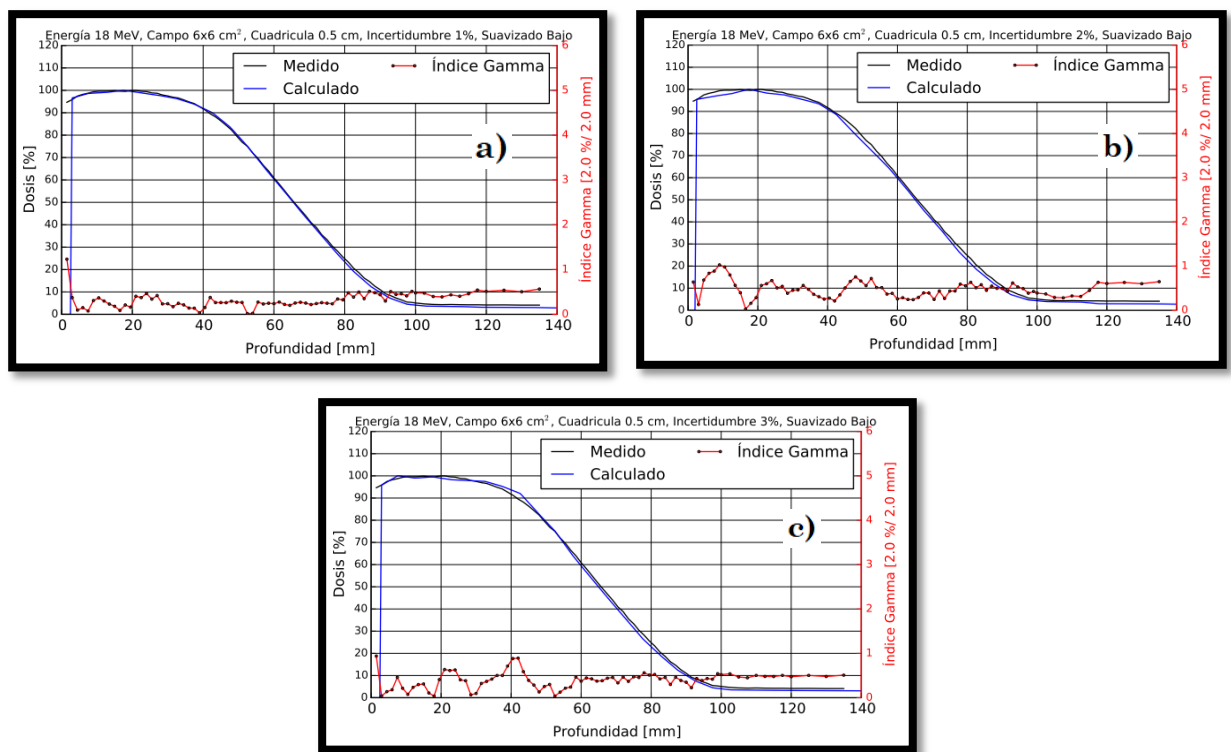 Energía 18 MeV, Campo 6x6 cm², Cuadricula 0.5 cm, Incertidumbre 1%, Suavizado Bajo
120
110
100
90
80
70
60
50
40
30
20
10
0
Dosis [%]
Medido
Calculado
Índice Gamma
a)
6
5
4
3
2
1
0
Índice Gamma [2.0 %/ 2.0 mm]
0 20 40 60 80 100 120 140
Profundidad [mm]
Energía 18 MeV, Campo 6x6 cm², Cuadricula 0.5 cm, Incertidumbre 2%, Suavizado Bajo
120
110
100
90
80
70
60
50
40
30
20
10
0
Dosis [%]
Medido
Calculado
Índice Gamma
b)
6
5
4
3
2
1
0
Índice Gamma [2.0 %/ 2.0 mm]
0 20 40 60 80 100 120 140
Profundidad [mm]
Energía 18 MeV, Campo 6x6 cm², Cuadricula 0.5 cm, Incertidumbre 3%, Suavizado Bajo
120
110
100
90
80
70
60
50
40
30
20
10
0
Dosis [%]
Medido
Calculado
Índice Gamma
c)
6
5
4
3
2
1
0
Índice Gamma [2.0 %/ 2.0 mm]
0 20 40 60 80 100 120 140
Profundidad [mm]